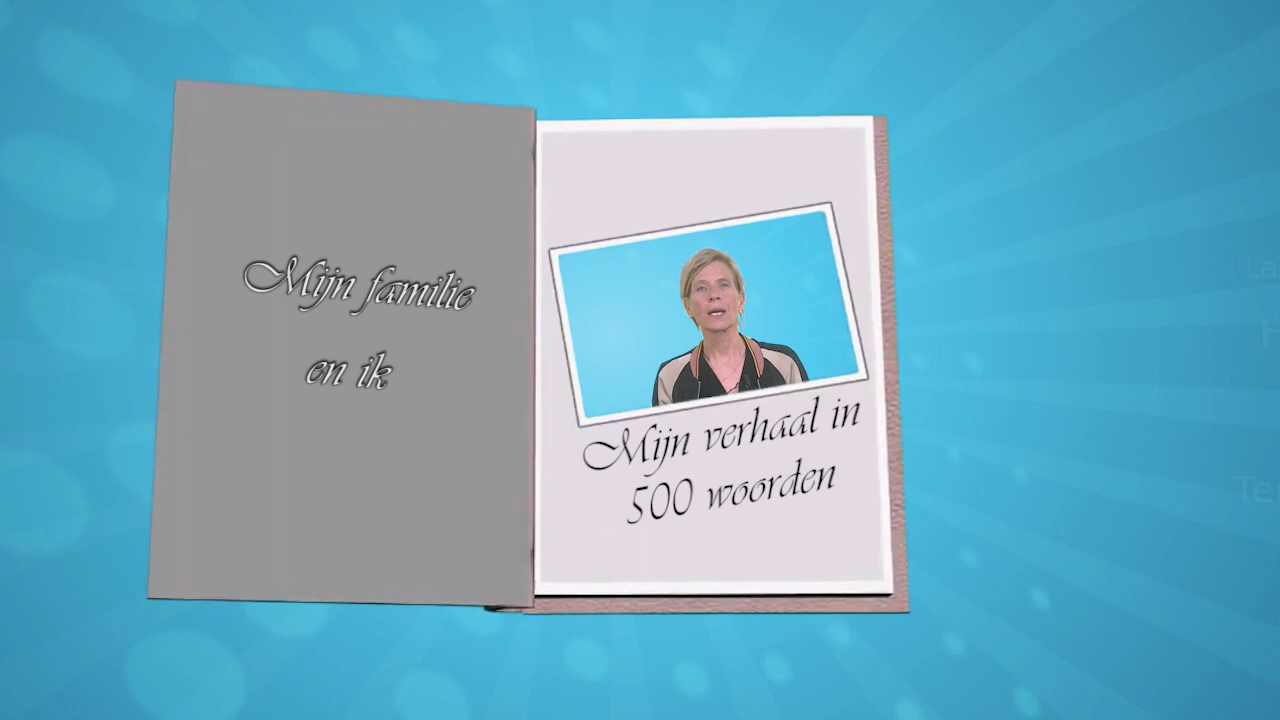 Mijn familie
en ik
Mijn verhaal in
500 woorden